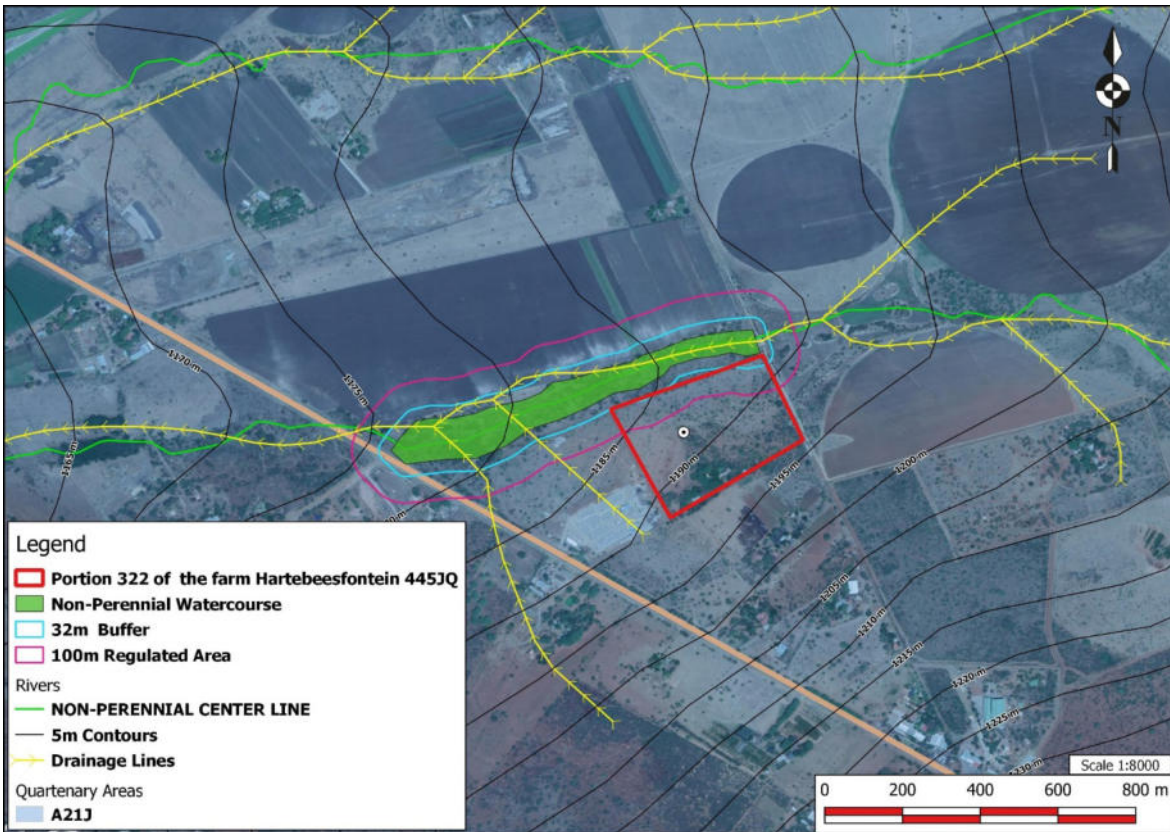 N
1170 m
1175 m
1165 m
1185 m
1190 m
1195 m
1200 m
1205 m
1210 m
1215 m
1220 m
1225 m
1230 m
Legend
Portion 322 of the farm Hartebeesfontein 445JQ
Non-Perennial Watercourse
32m Buffer
100m Regulated Area
Rivers
NON-PERENNIAL CENTER LINE
5m Contours
Drainage Lines
Quartenary Areas
A21J
Scale 1:8000
0 200 400 600 800 m